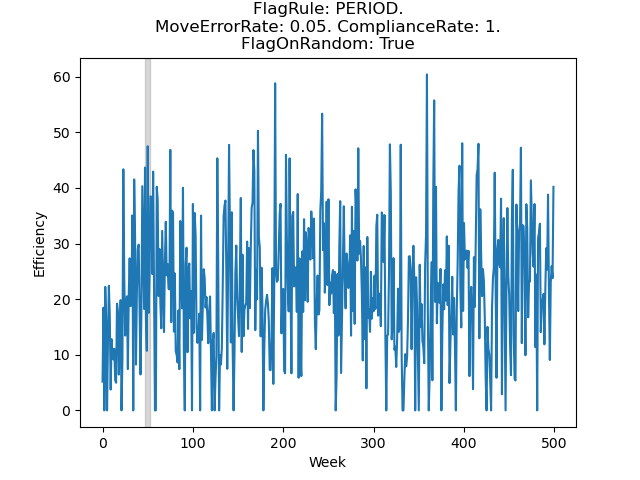 FlagRule: PERIOD.
MoveErrorRate: 0.05. ComplianceRate: 1.
FlagOnRandom: True
60
50
40
30
20
10
0
Efficiency
0 100 200 300 400 500
Week